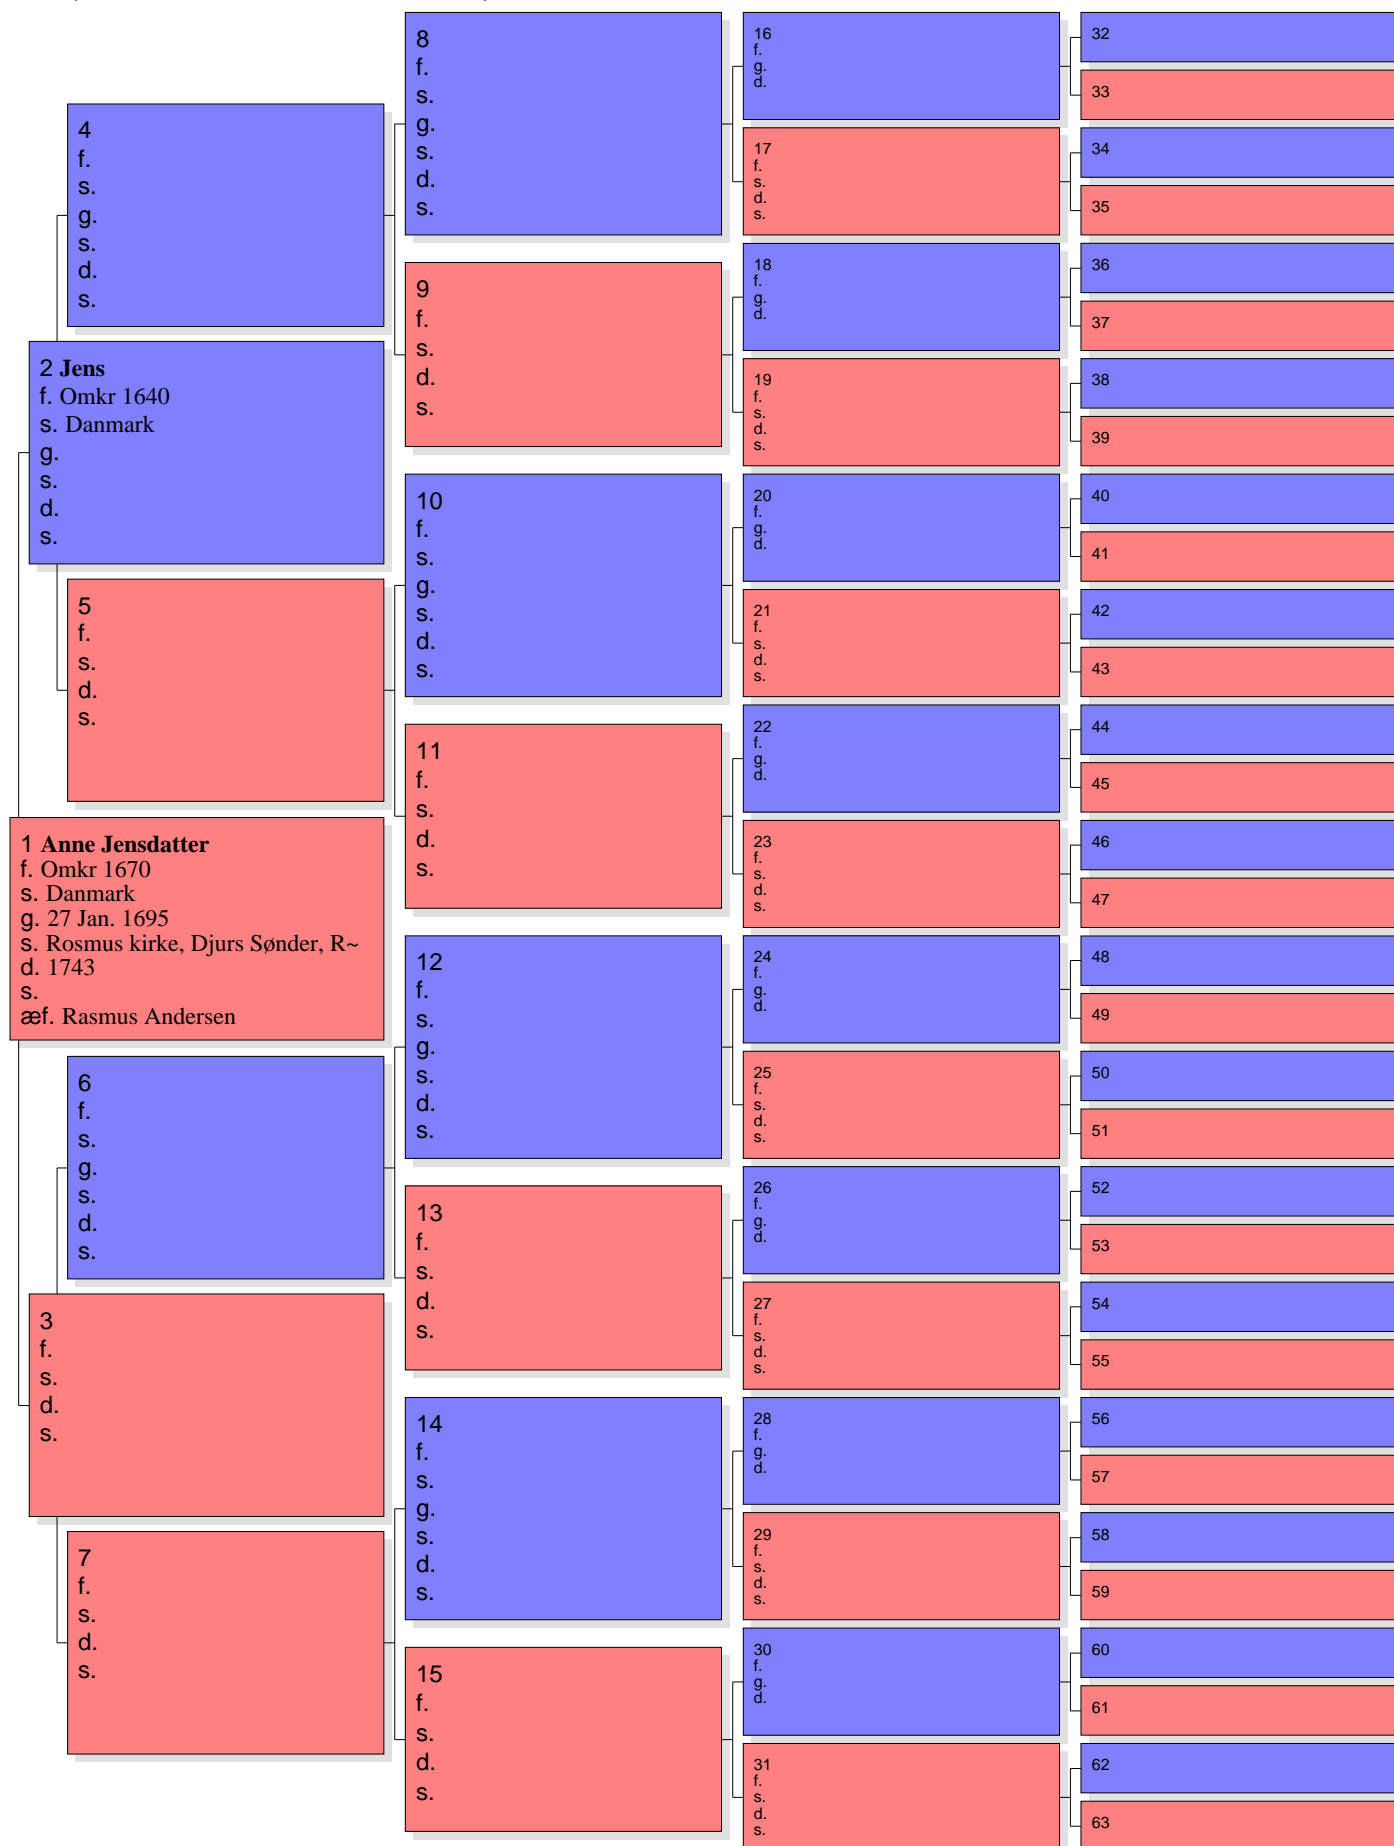 8
f.
s.
g.
s.
d.
s.
16
f.
g.
d.
32
33
4
f.
s.
g.
s.
d.
s.
17
f.
s.
d.
s.
34
35
9
f.
s.
d.
s.
18
f.
g.
d.
36
37
2 Jens
f. Omkr 1640
s. Danmark
g.
s.
d.
s.
19
f.
s.
d.
s.
38
39
10
f.
s.
g.
s.
d.
s.
20
f.
g.
d.
40
41
5
f.
s.
d.
s.
21
f.
s.
d.
s.
42
43
11
f.
s.
d.
s.
22
f.
g.
d.
44
45
1 Anne Jensdatter
f. Omkr 1670
s. Danmark
g. 27 Jan. 1695
s. Rosmus kirke, Djurs Sønder, R~
d. 1743
s.
æf. Rasmus Andersen
23
f.
s.
d.
s.
46
47
12
f.
s.
g.
s.
d.
s.
24
f.
g.
d.
48
49
6
f.
s.
g.
s.
d.
s.
25
f.
s.
d.
s.
50
51
13
f.
s.
d.
s.
26
f.
g.
d.
52
53
3
f.
s.
d.
s.
27
f.
s.
d.
s.
54
55
14
f.
s.
g.
s.
d.
s.
28
f.
g.
d.
56
57
7
f.
s.
d.
s.
29
f.
s.
d.
s.
58
59
15
f.
s.
d.
s.
30
f.
g.
d.
60
61
31
f.
s.
d.
s.
62
63